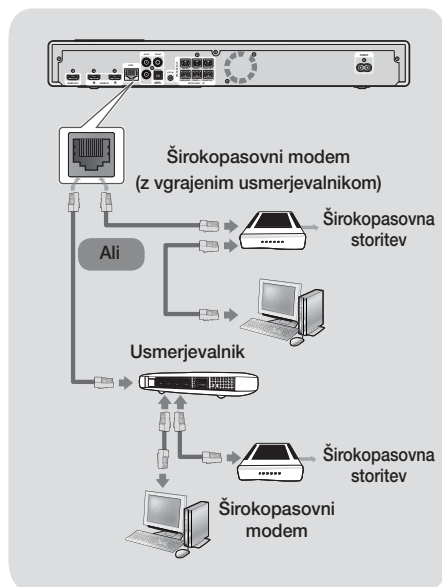 Širokopasovni modem
(z vgrajenim usmerjevalnikom)
Širokopasovna
storitev
Ali
Usmerjevalnik
Širokopasovna
storitev
Širokopasovni
modem